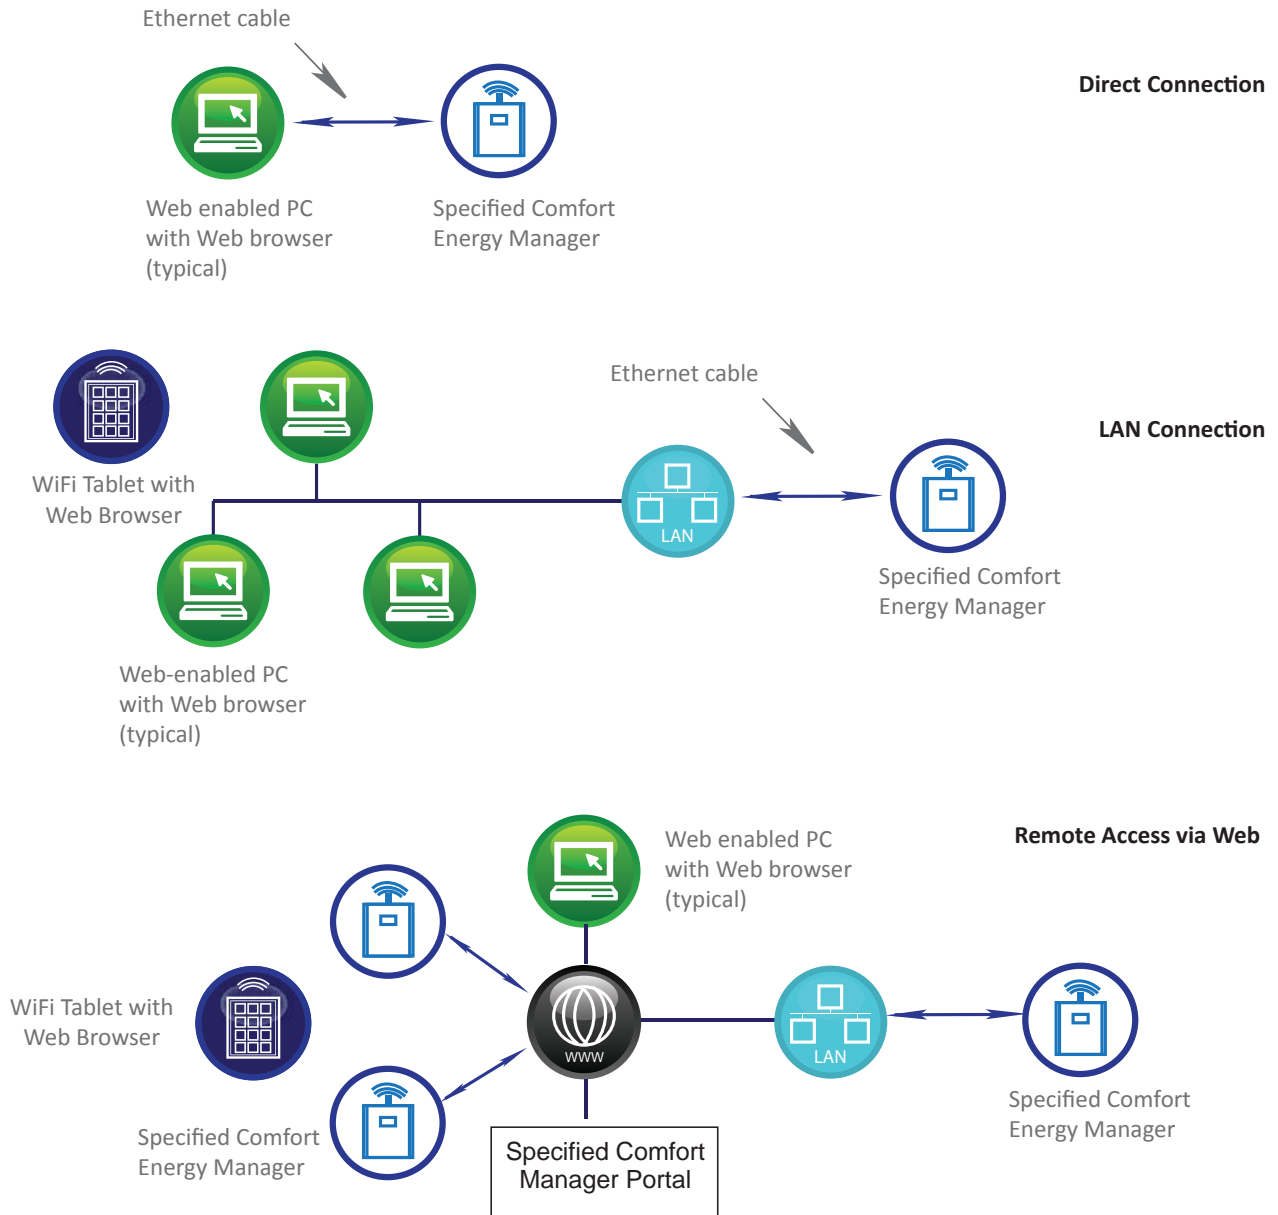 Ethernet cable
Direct Connection
Web enabled PC
with Web browser
(typical)
Specified Comfort
Energy Manager
Ethernet cable
LAN Connection
WiFi Tablet with
Web Browser
LAN
Specified Comfort
Energy Manager
Web-enabled PC
with Web browser
(typical)
Web enabled PC
with Web browser
(typical)
Remote Access via Web
WiFi Tablet with
Web Browser
www
LAN
Specified Comfort
Energy Manager
Specified Comfort
Energy Manager
Specified Comfort
Manager Portal